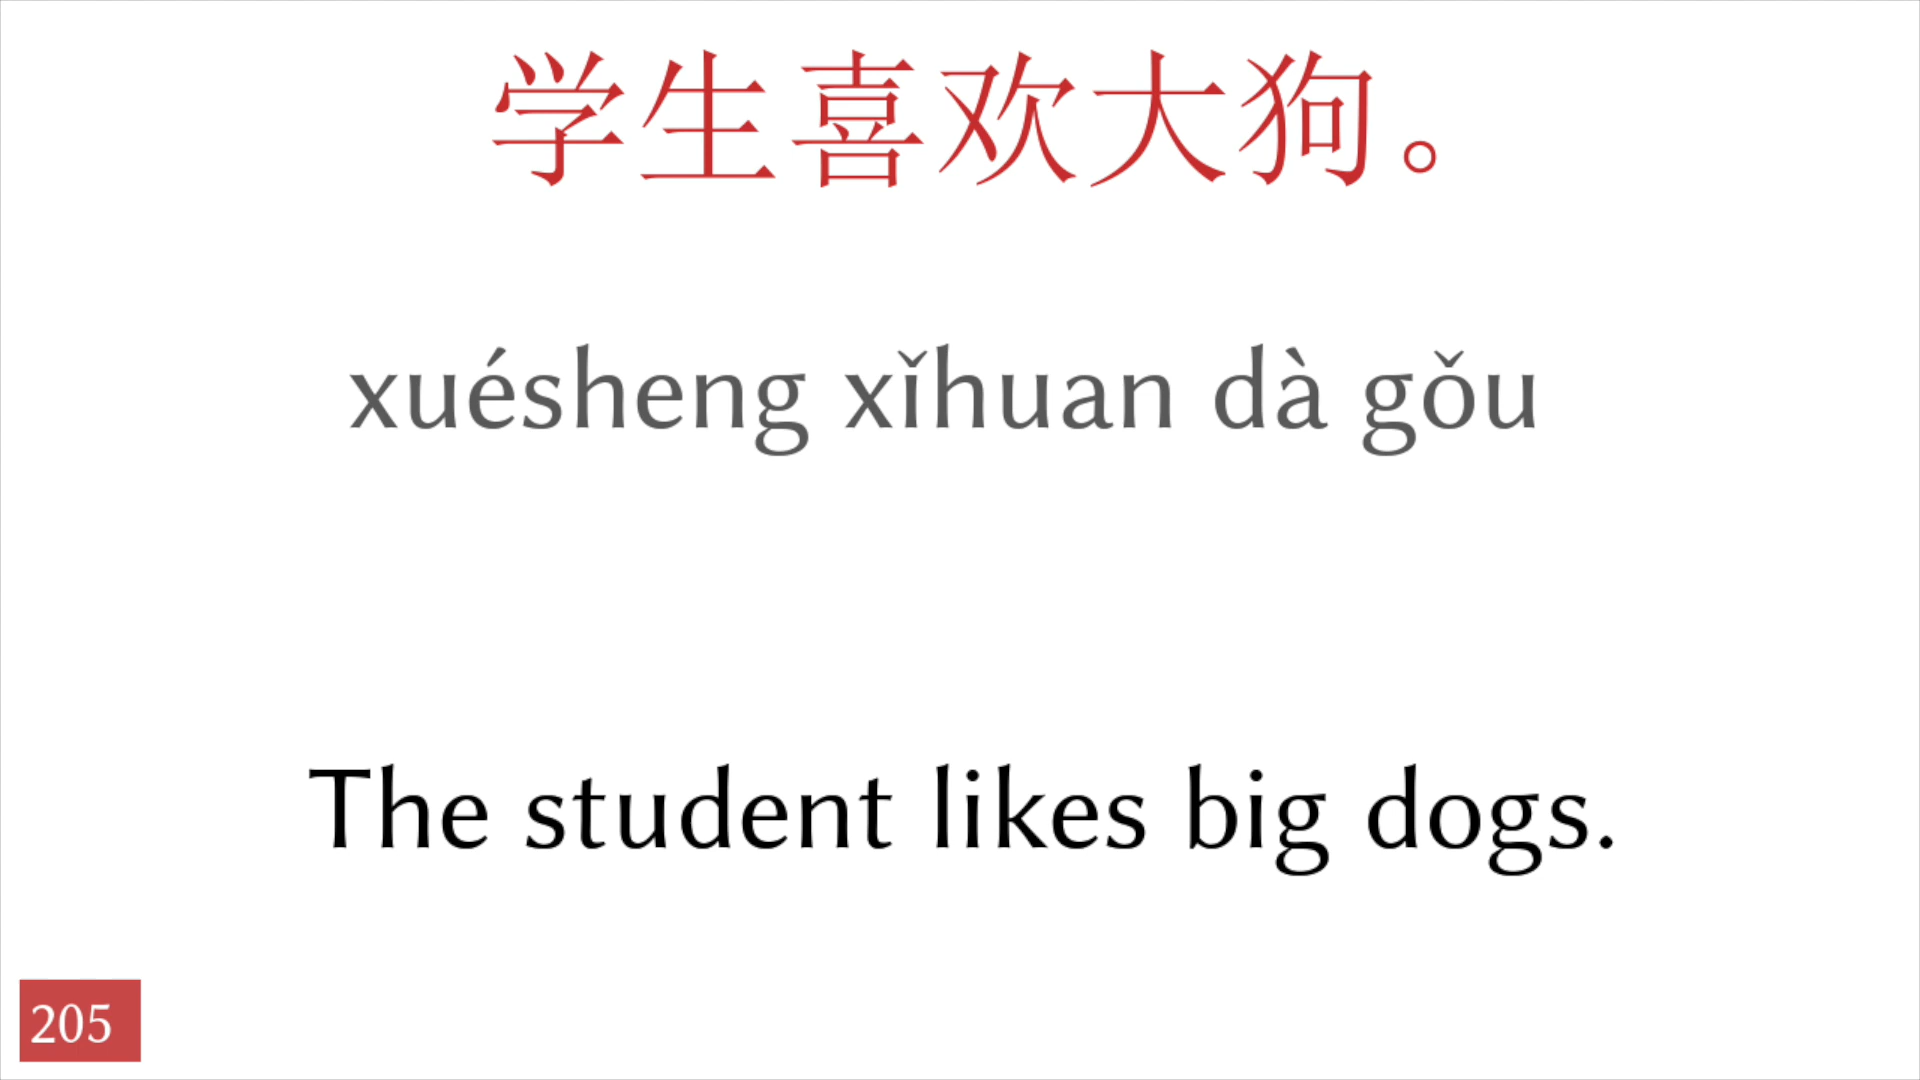 学生喜欢大狗。
xuésheng xǐhuan dà gǒu
The student likes big dogs.
205